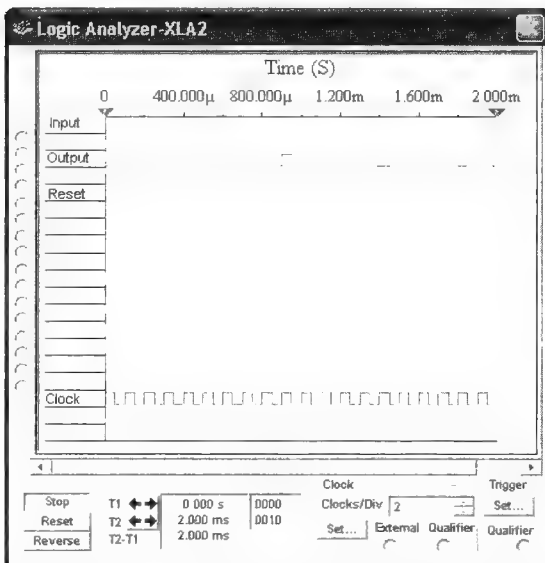 Logic Analyzer-XLA2
Time (S)
0 400.000μ 800.000μ 1.200m 1.600m 2.000m
Input
Output
Reset
Clock
Stop
Reset
Reverse
T1
T2
T2-T1
0.000 s
2.000 ms
2.000 ms
0000
0010
Clock
Clocks/Div 2
Set...
External
Qualifier
Trigger
Set...
Qualifier